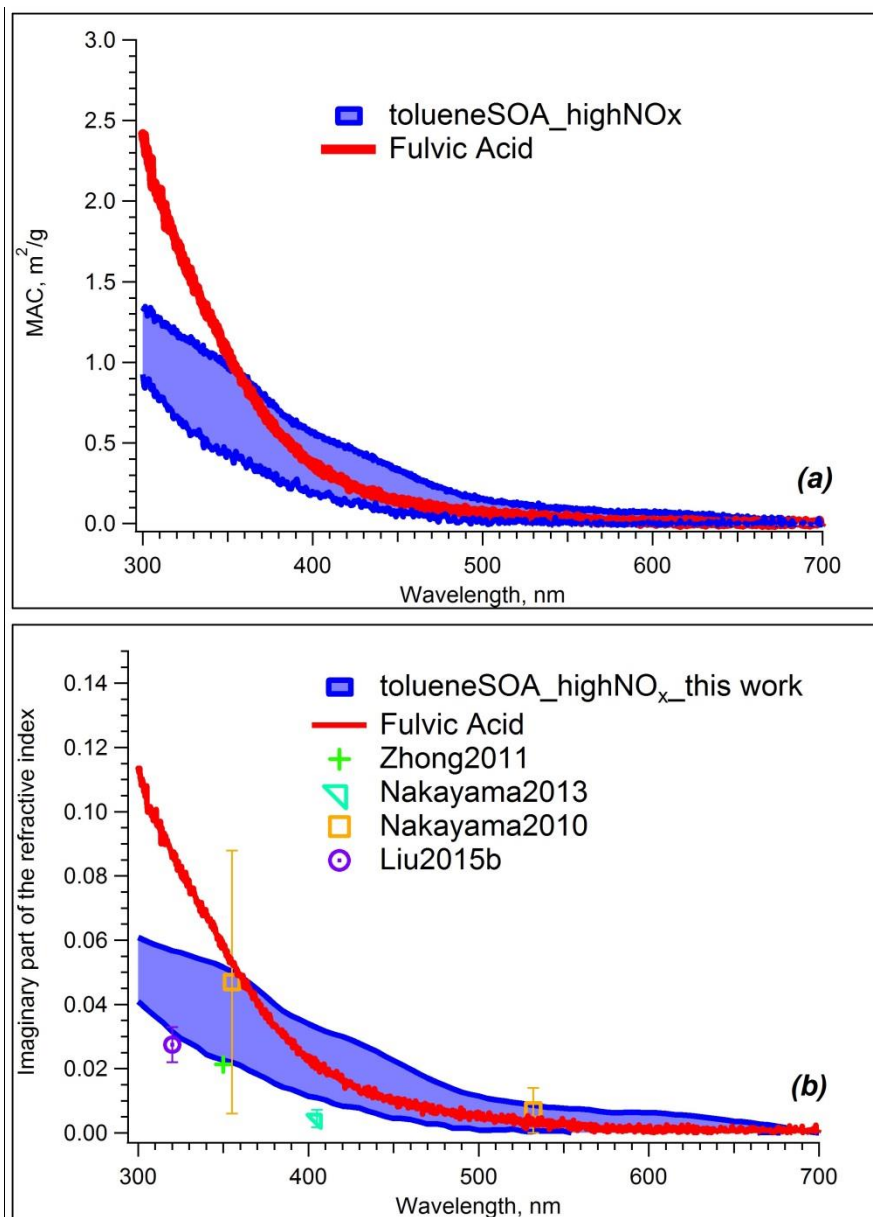 3.0
2.5
2.0
1.5
1.0
0.5
0.0
MAC, m²/g
tolueneSOA_highNOx
Fulvic Acid
(a)
300 400 500 600 700
Wavelength, nm
0.14
0.12
0.10
0.08
0.06
0.04
0.02
0.00
Imaginary part of the refractive index
tolueneSOA_highNOₓ_this work
Fulvic Acid
Zhong2011
Nakayama2013
Nakayama2010
Liu2015b
(b)
300 400 500 600 700
Wavelength, nm